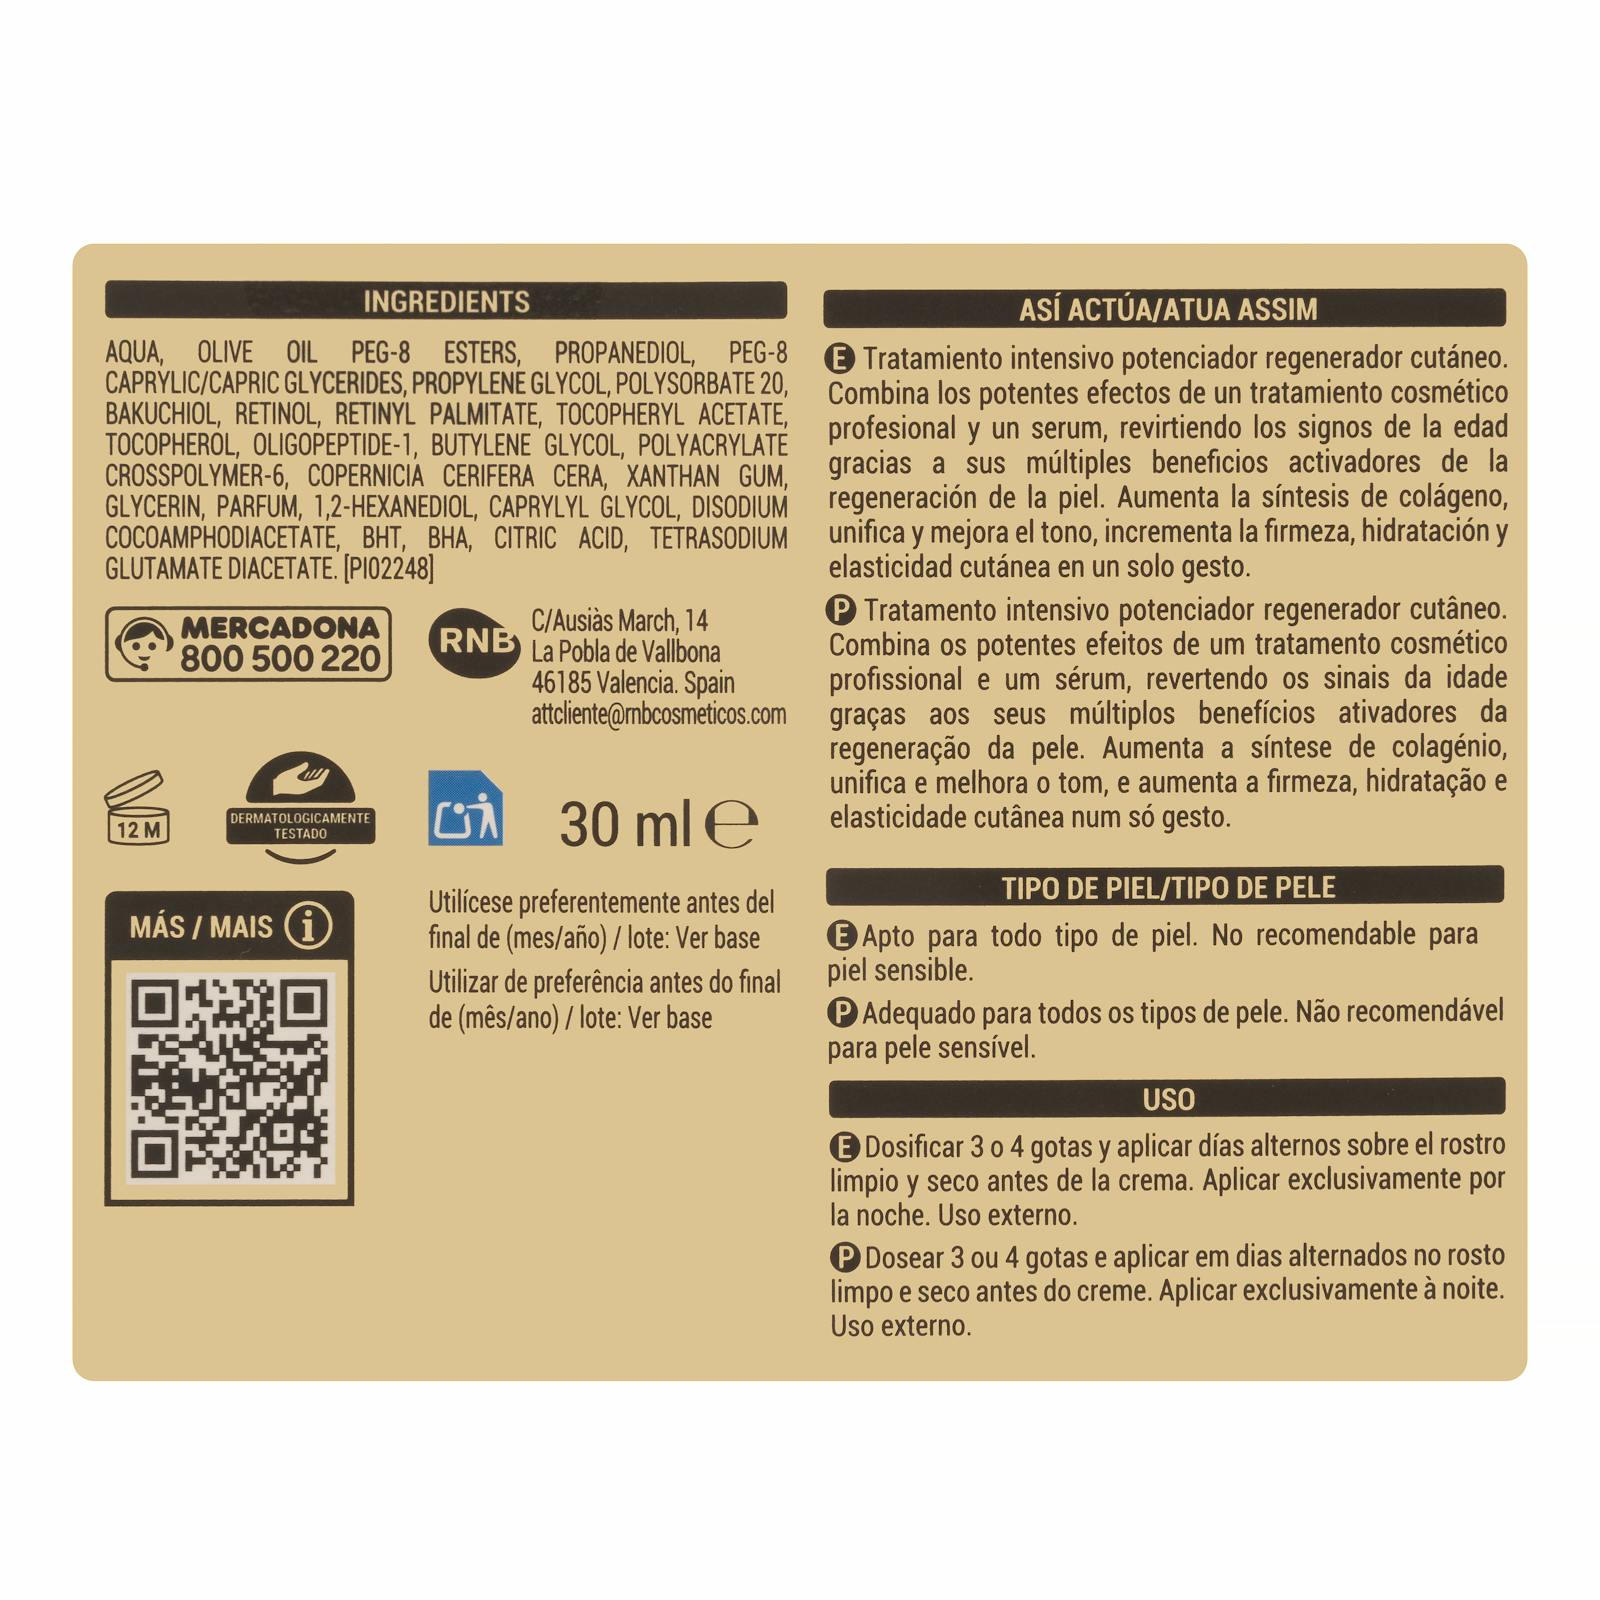 INGREDIENTS
AQUA, OLIVE OIL PEG-8 ESTERS, PROPANEDIOL, PEG-8
CAPRYLIC/CAPRIC GLYCERIDES, PROPYLENE GLYCOL, POLYSORBATE 20,
BAKUCHIOL, RETINOL, RETINYL PALMITATE, TOCOPHERYL ACETATE,
TOCOPHEROL, OLIGOPEPTIDE-1, BUTYLENE GLYCOL, POLYACRYLATE
CROSSPOLYMER-6, COPERNICIA CERIFERA CERA, XANTHAN GUM,
GLYCERIN, PARFUM, 1,2-HEXANEDIOL, CAPRYLYL GLYCOL, DISODIUM
COCOAMPHODIACETATE, BHT, BHA, CITRIC ACID, TETRASODIUM
GLUTAMATE DIACETATE. [PI02248]
MERCADONA
800 500 220
RNB
C/Ausiàs March, 14
La Pobla de Vallbona
46185 Valencia. Spain
attcliente@rnbcosmeticos.com
12 M
DERMATOLOGICAMENTE
TESTADO
30 ml ℮
MÁS / MAIS i
Utilícese preferentemente antes del
final de (mes/año) / lote: Ver base
Utilizar de preferência antes do final
de (mês/ano) / lote: Ver base
ASÍ ACTÚA/ATUA ASSIM
E Tratamiento intensivo potenciador regenerador cutáneo.
Combina los potentes efectos de un tratamiento cosmético
profesional y un serum, revirtiendo los signos de la edad
gracias a sus múltiples beneficios activadores de la
regeneración de la piel. Aumenta la síntesis de colágeno,
unifica y mejora el tono, incrementa la firmeza, hidratación y
elasticidad cutánea en un solo gesto.
P Tratamento intensivo potenciador regenerador cutâneo.
Combina os potentes efeitos de um tratamento cosmético
profissional e um sérum, revertendo os sinais da idade
graças aos seus múltiplos benefícios ativadores da
regeneração da pele. Aumenta a síntese de colagénio,
unifica e melhora o tom, e aumenta a firmeza, hidratação e
elasticidade cutânea num só gesto.
TIPO DE PIEL/TIPO DE PELE
E Apto para todo tipo de piel. No recomendable para
piel sensible.
P Adequado para todos os tipos de pele. Não recomendável
para pele sensível.
USO
E Dosificar 3 o 4 gotas y aplicar días alternos sobre el rostro
limpio y seco antes de la crema. Aplicar exclusivamente por
la noche. Uso externo.
P Dosear 3 ou 4 gotas e aplicar em dias alternados no rosto
limpo e seco antes do creme. Aplicar exclusivamente à noite.
Uso externo.